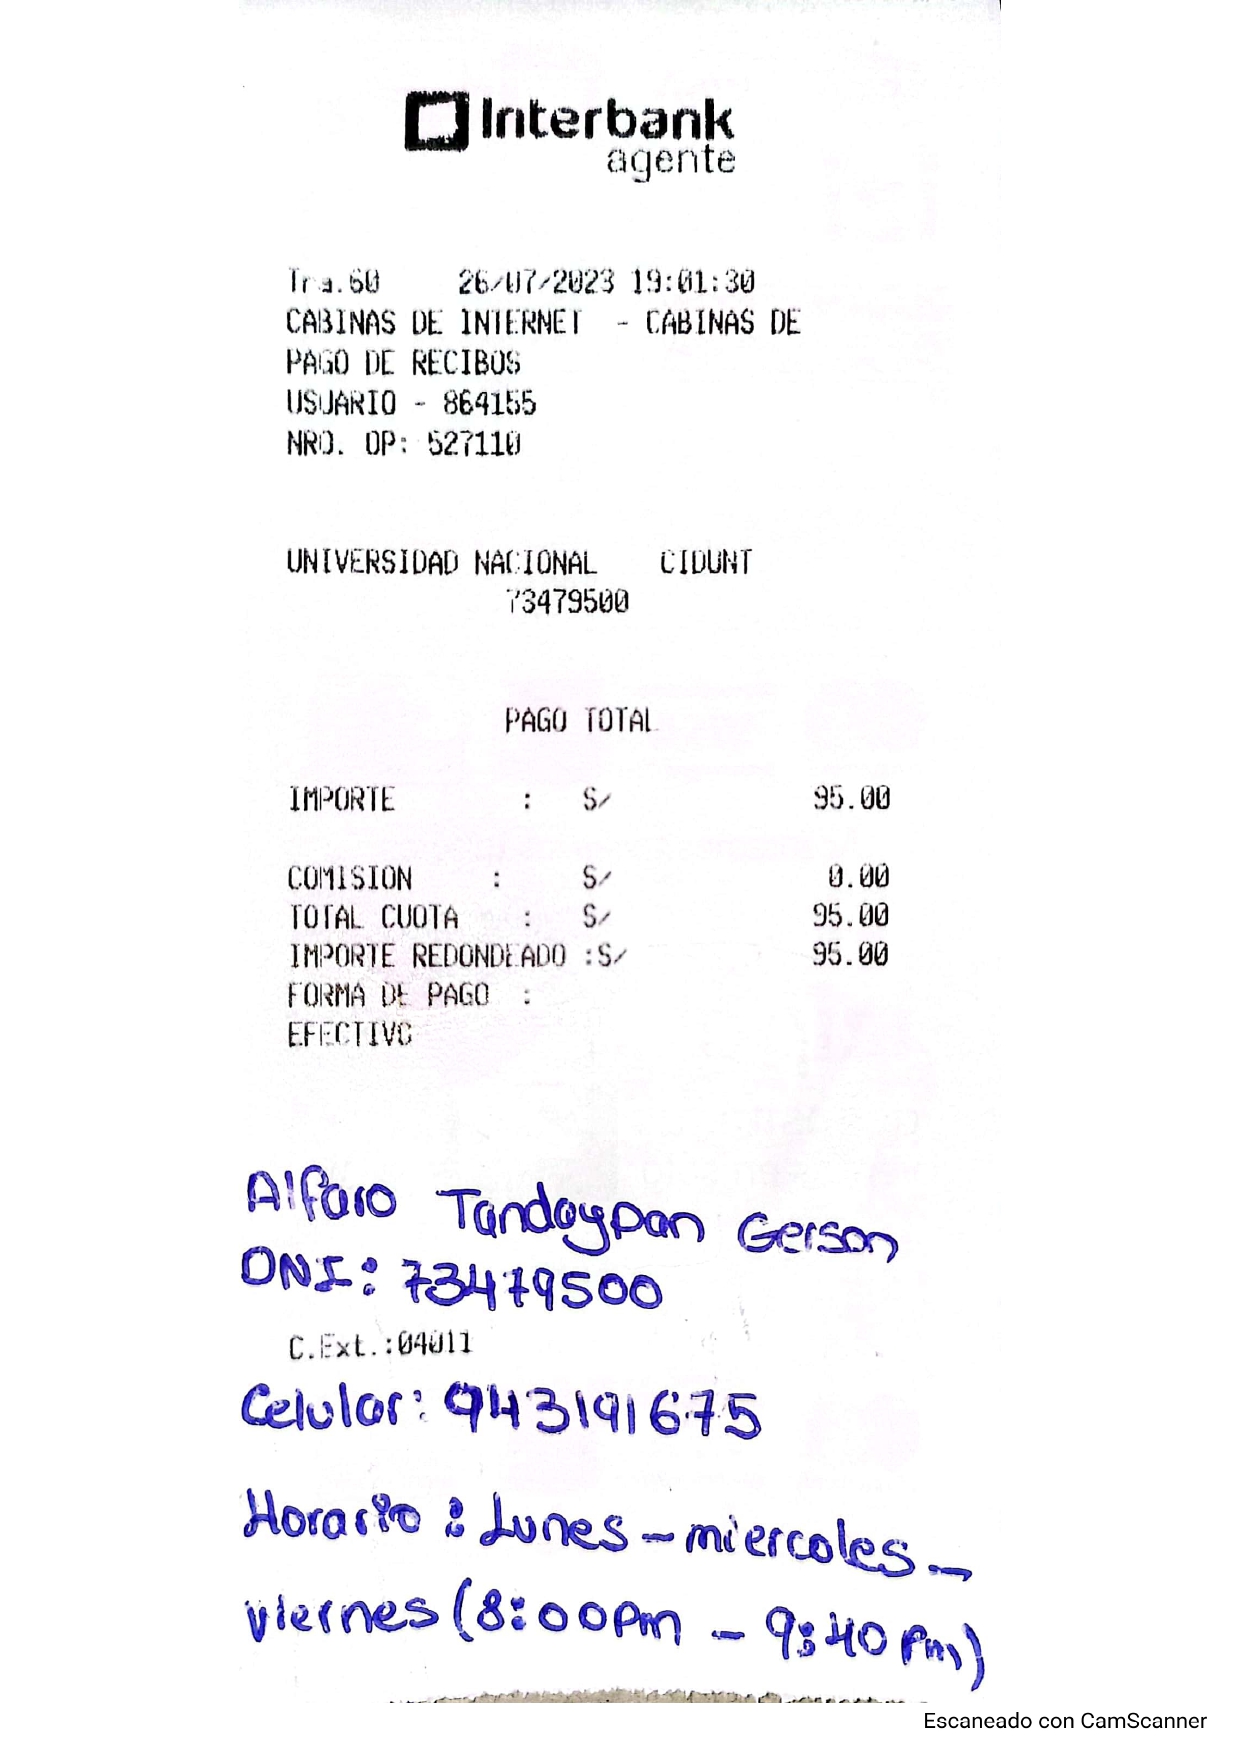 Interbank
agente
Tra.60 26/07/2023 19:01:30
CABINAS DE INTERNET - CABINAS DE
PAGO DE RECIBOS
USUARIO - 864155
NRO. OP: 527110
UNIVERSIDAD NACIONAL CIDUNT
73479500
PAGO TOTAL
IMPORTE : S/ 95.00
COMISION : S/ 0.00
TOTAL CUOTA : S/ 95.00
IMPORTE REDONDEADO :S/ 95.00
FORMA DE PAGO :
EFECTIVO
Alfaro Tandaypan Gerson
DNI: 73479500
C.Ext.:04011
Celular: 943191675
Horario : Lunes - miercoles -
viernes (8:00pm - 9:40 Pm)
Escaneado con CamScanner